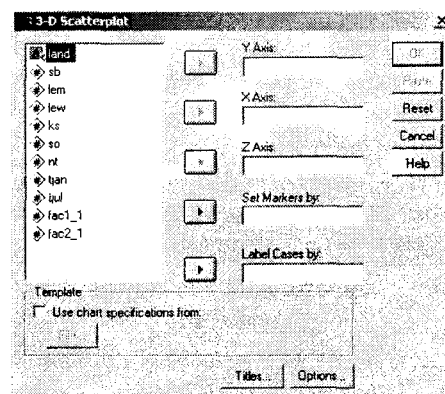 3-D Scatterplot
land
sb
lem
lew
ks
so
nt
tjan
tjul
fac1_1
fac2_1
Y Axis:
X Axis:
Z Axis:
Set Markers by:
Label Cases by:
OK
Paste
Reset
Cancel
Help
Template
Use chart specifications from:
Titles...
Options...